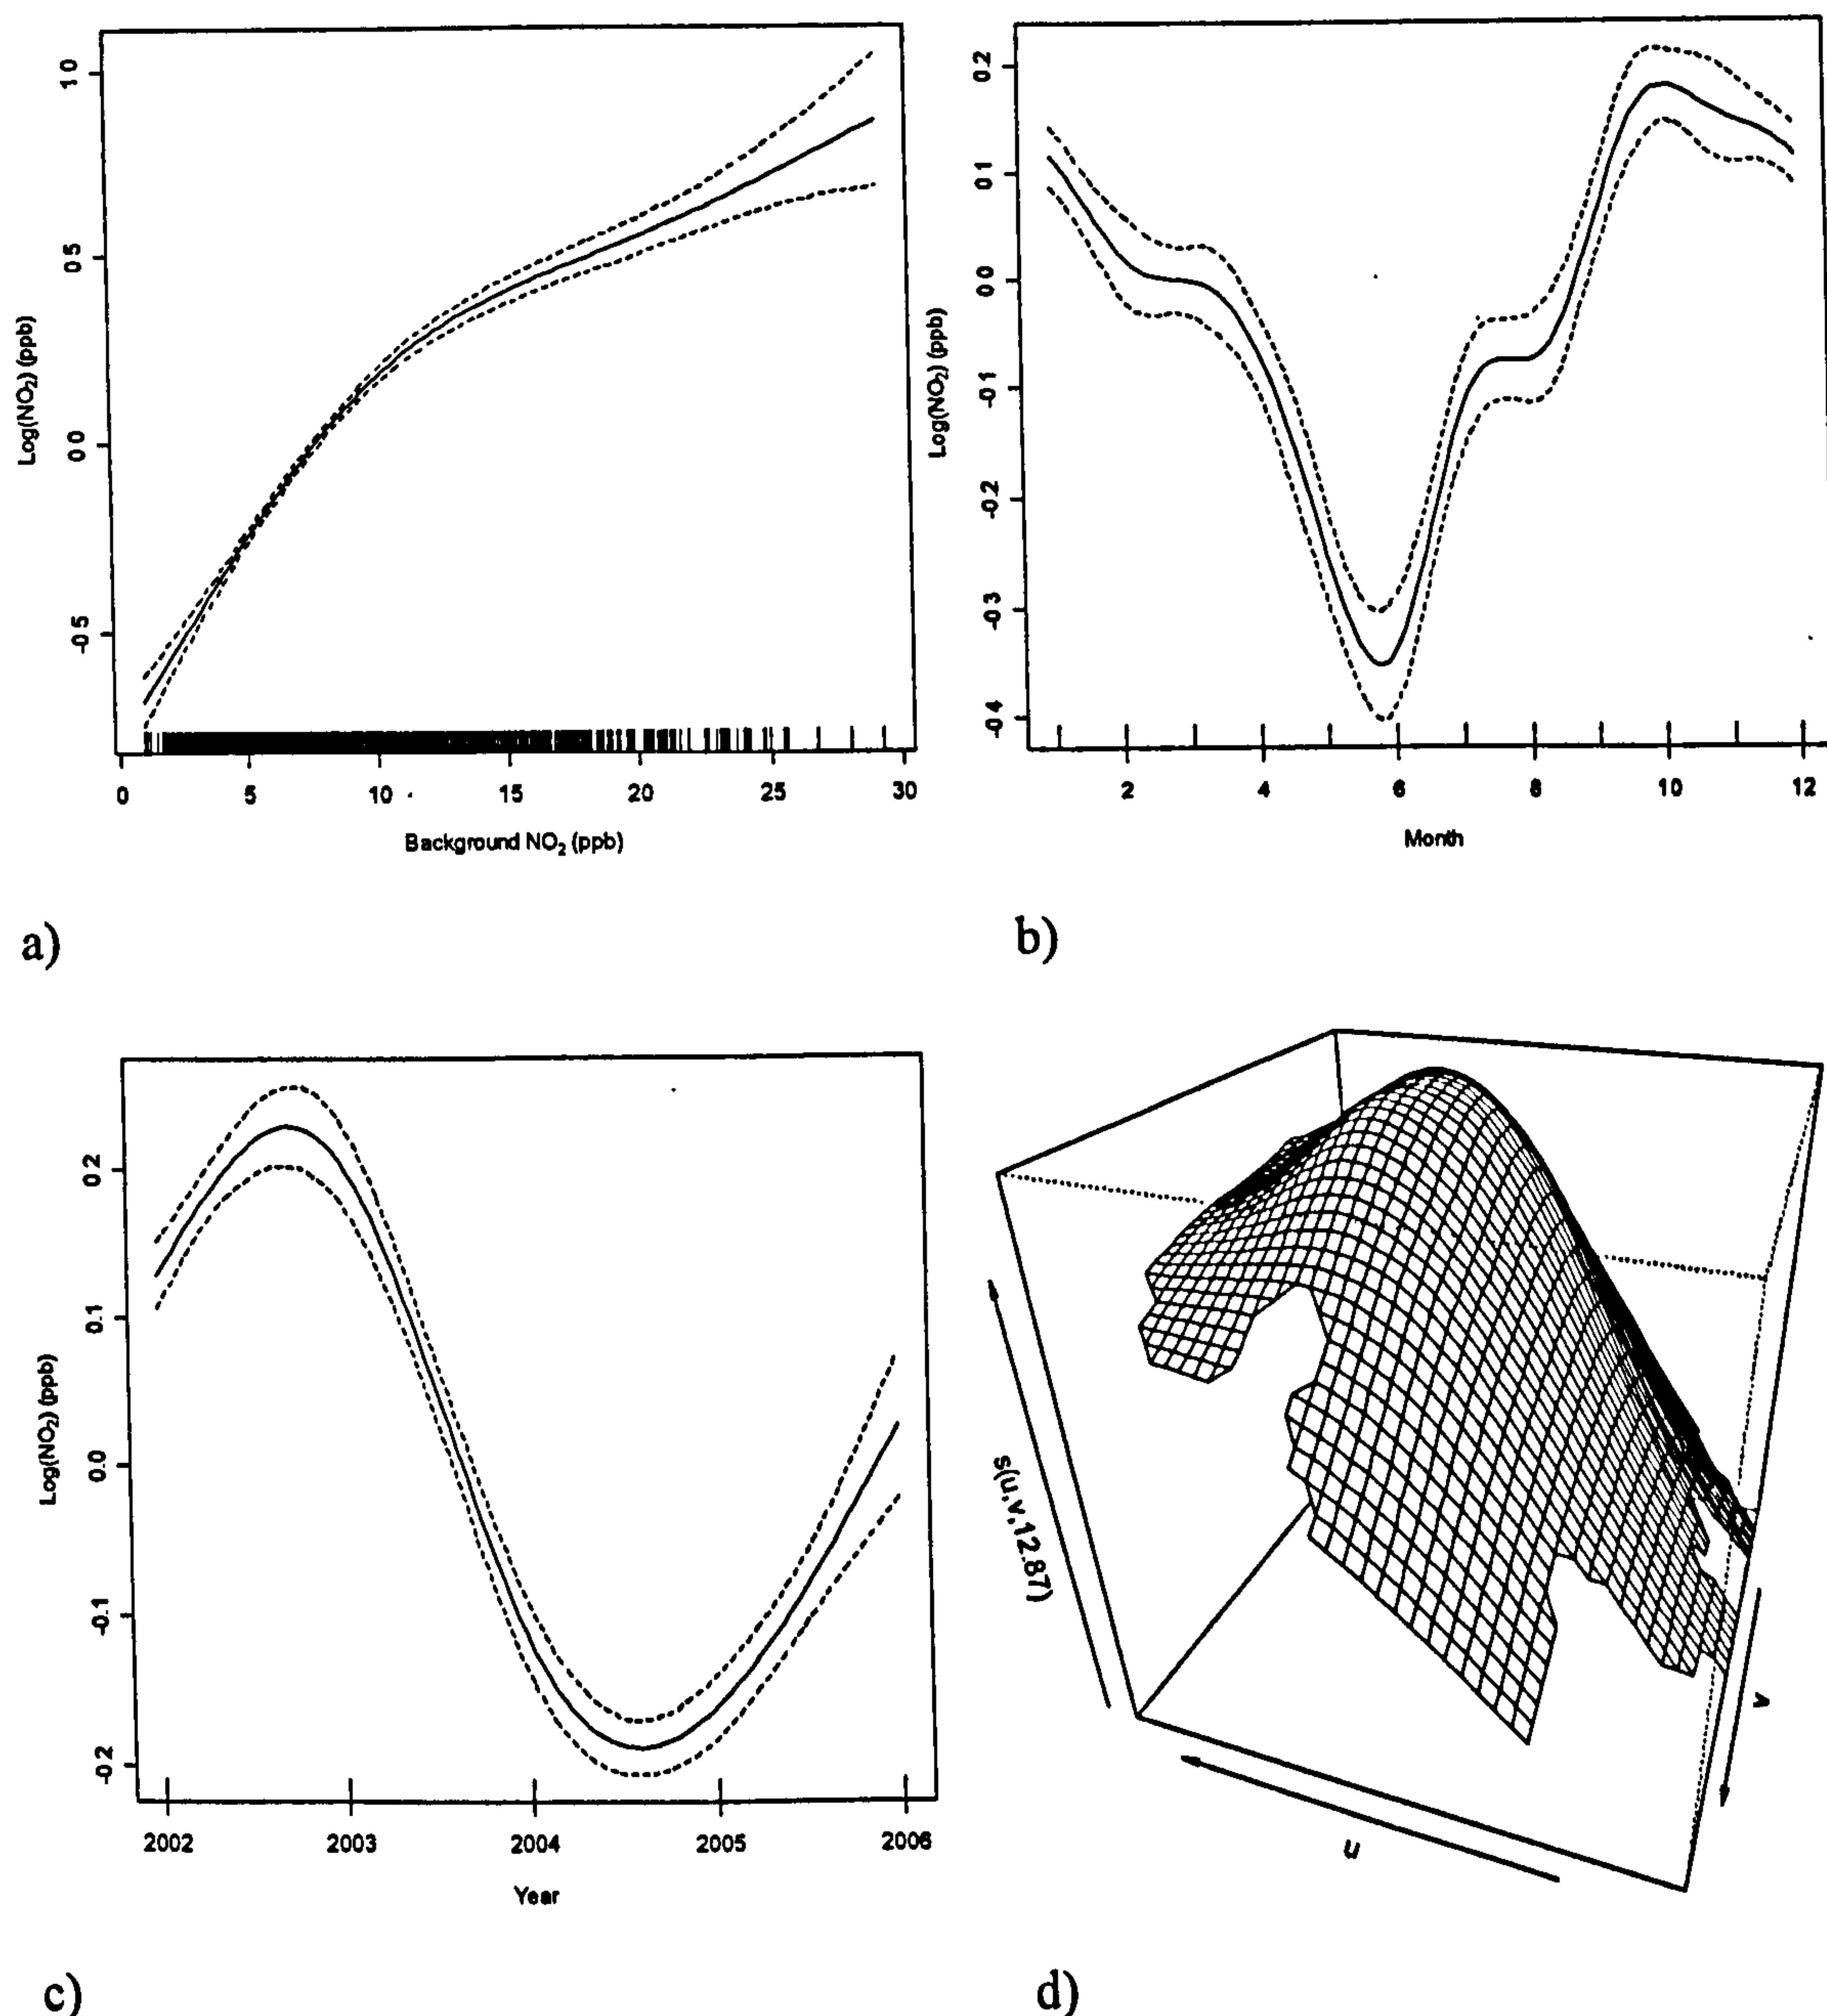 Log(NO₂) (ppb)
1 0
0 5
0 0
-0 5
0
5
10
15
20
25
30
Background NO₂ (ppb)
a)
Log(NO₂) (ppb)
0 2
0 1
0 0
-0 1
-0 2
-0 3
-0 4
2
4
6
8
10
12
Month
b)
Log(NO₂) (ppb)
0.2
0.1
0.0
-0.1
-0.2
2002
2003
2004
2005
2006
Year
c)
s(u,v,12.87)
u
v
d)